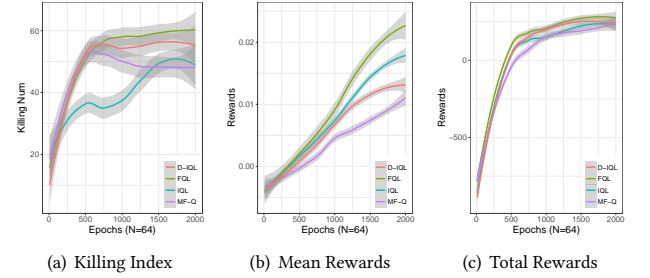 Killing Num
60
40
20
0 500 1000 1500 2000
Epochs (N=64)
D−IQL
FQL
IQL
MF−Q
(a) Killing Index
Rewards
0.02
0.01
0.00
0 500 1000 1500 2000
Epochs (N=64)
D−IQL
FQL
IQL
MF−Q
(b) Mean Rewards
Rewards
0
−500
0 500 1000 1500 2000
Epochs (N=64)
D−IQL
FQL
IQL
MF−Q
(c) Total Rewards